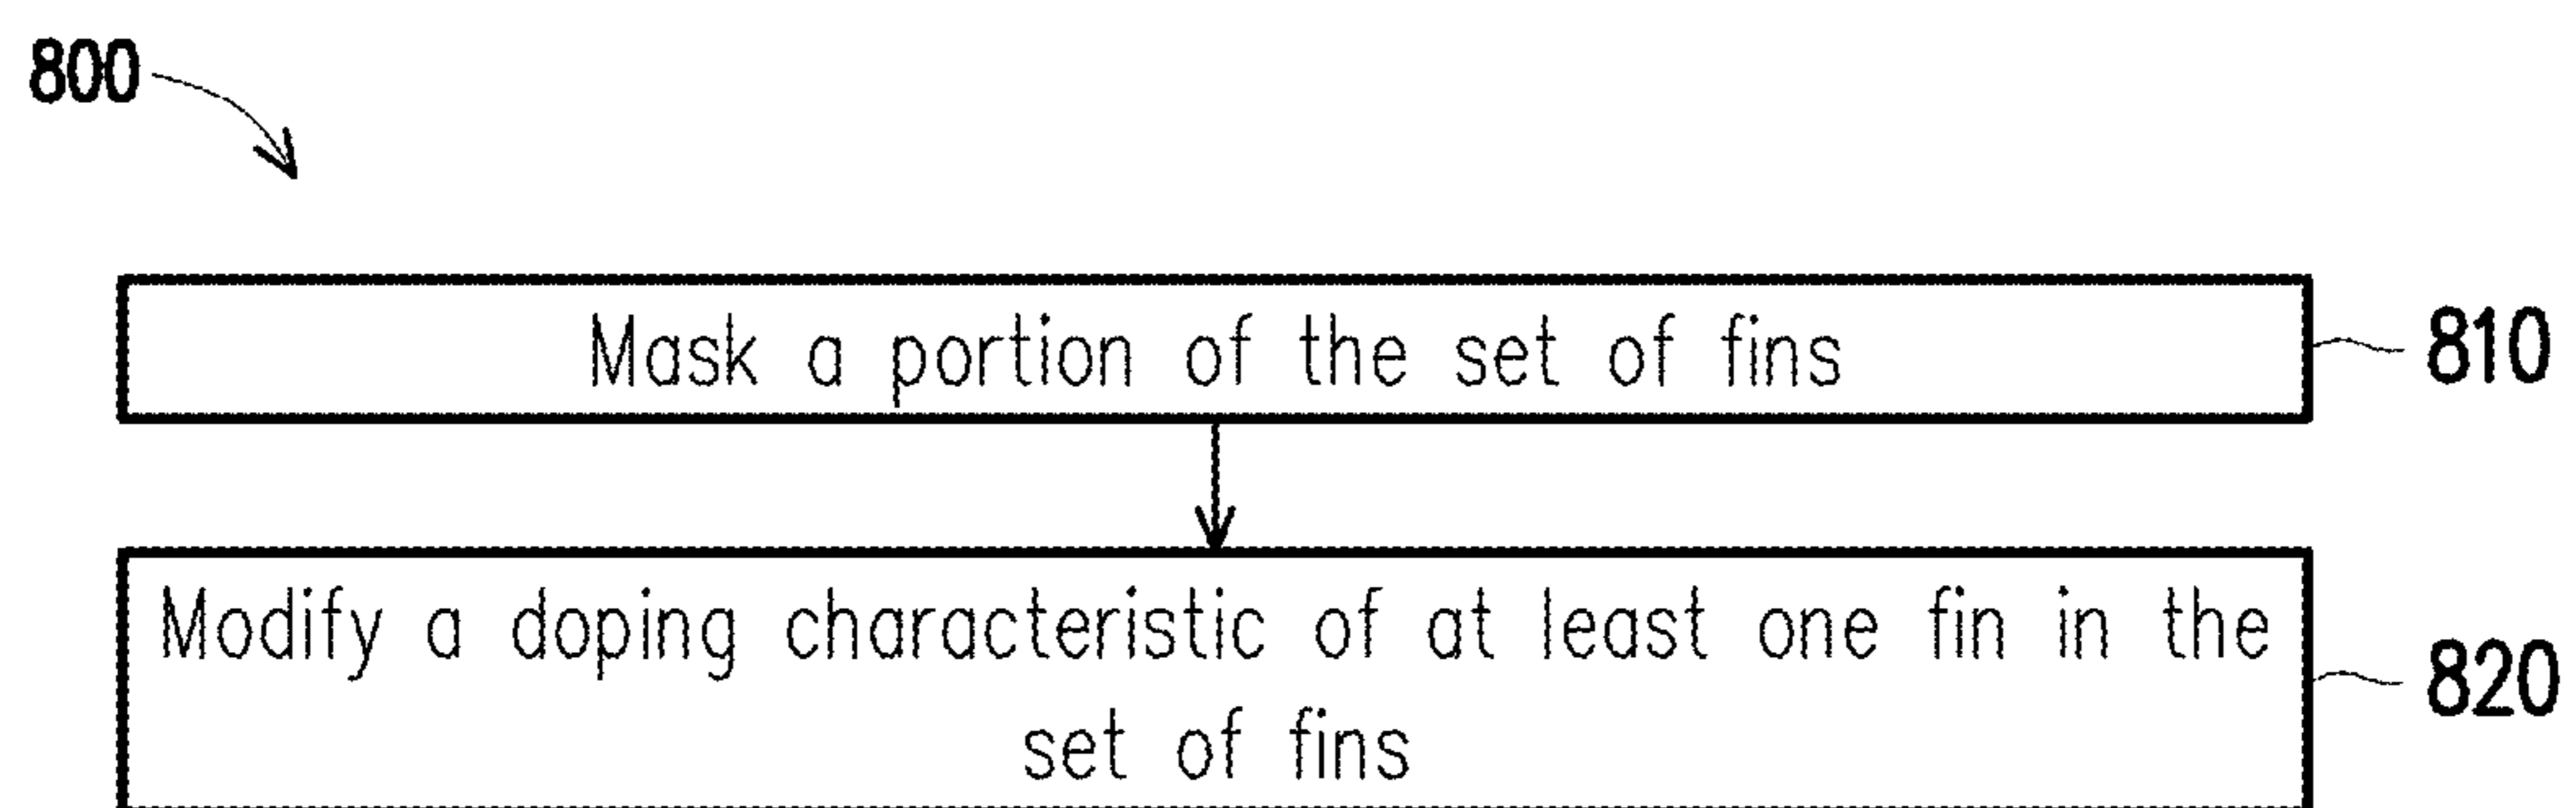 800
Mask a portion of the set of fins
810
Modify a doping characteristic of at least one fin in the
set of fins
820